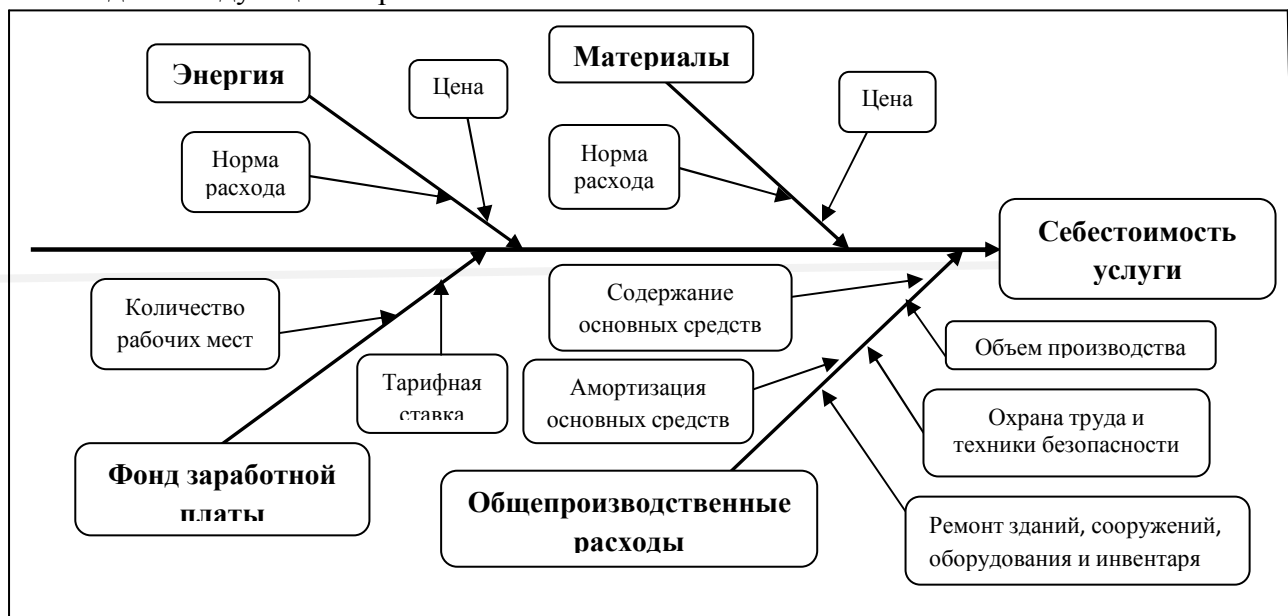 Энергия
Цена
Норма
расхода
Материалы
Цена
Норма
расхода
Себестоимость
услуги
Количество
рабочих мест
Тарифная
ставка
Фонд заработной
платы
Содержание
основных средств
Амортизация
основных средств
Общепроизводственные
расходы
Объем производства
Охрана труда и
техники безопасности
Ремонт зданий, сооружений,
оборудования и инвентаря